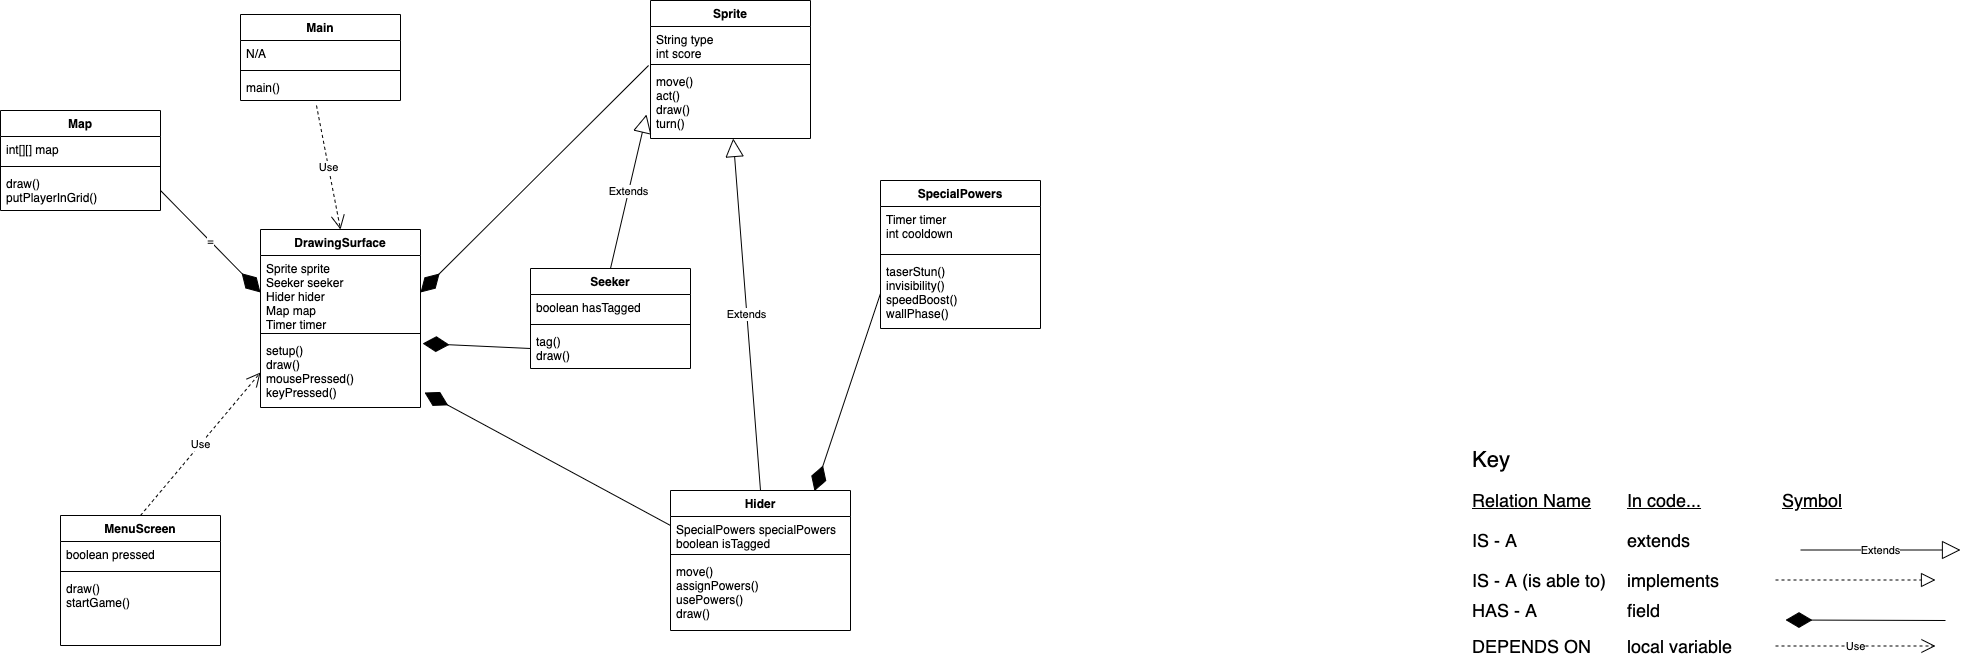 Main
N/A
main()
Sprite
String type
int score
move()
act()
draw()
turn()
Map
int[][] map
draw()
putPlayerInGrid()
Use
=
Extends
SpecialPowers
Timer timer
int cooldown
taserStun()
invisibility()
speedBoost()
wallPhase()
DrawingSurface
Sprite sprite
Seeker seeker
Hider hider
Map map
Timer timer
setup()
draw()
mousePressed()
keyPressed()
Seeker
boolean hasTagged
tag()
draw()
Extends
Use
MenuScreen
boolean pressed
draw()
startGame()
Hider
SpecialPowers specialPowers
boolean isTagged
move()
assignPowers()
usePowers()
draw()
Key
Relation Name In code... Symbol
IS - A extends Extends
IS - A (is able to) implements
HAS - A field
DEPENDS ON local variable Use